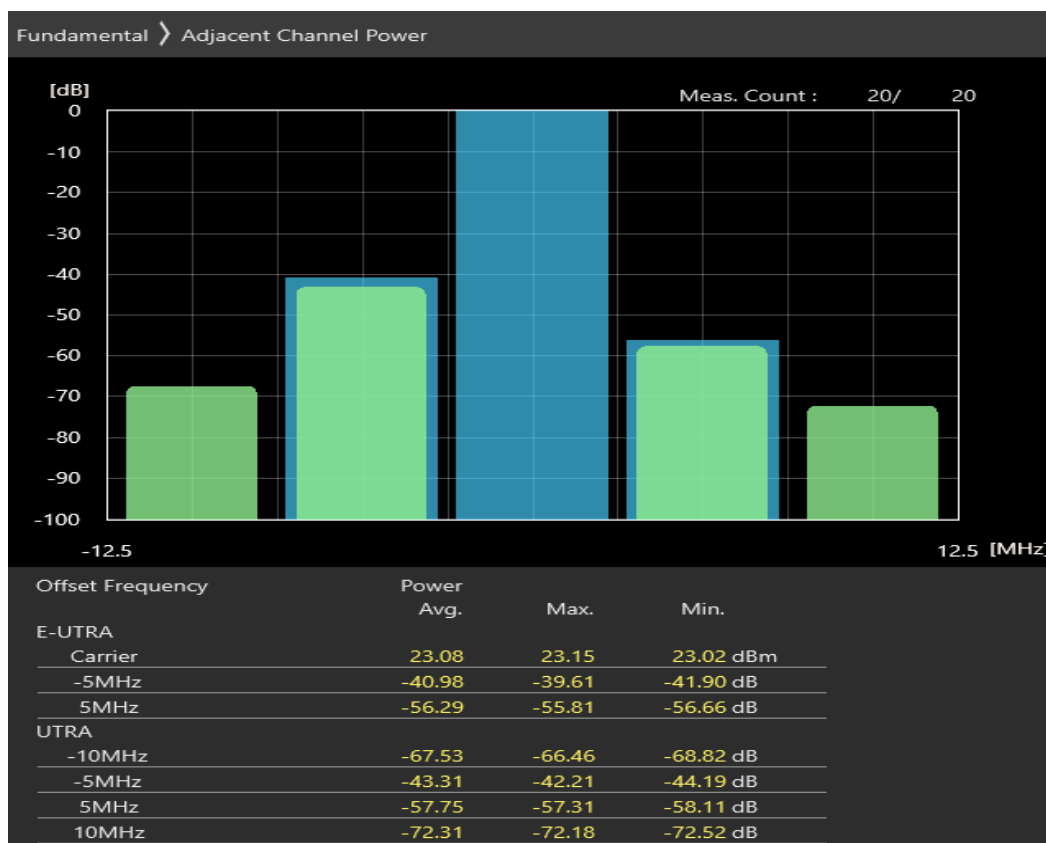 Fundamental 〉 Adjacent Channel Power
[dB]
Meas. Count : 20/ 20
0
-10
-20
-30
-40
-50
-60
-70
-80
-90
-100
-12.5 12.5 [MHz]
Offset Frequency Power
Avg. Max. Min.
E-UTRA
Carrier 23.08 23.15 23.02 dBm
-5MHz -40.98 -39.61 -41.90 dB
5MHz -56.29 -55.81 -56.66 dB
UTRA
-10MHz -67.53 -66.46 -68.82 dB
-5MHz -43.31 -42.21 -44.19 dB
5MHz -57.75 -57.31 -58.11 dB
10MHz -72.31 -72.18 -72.52 dB